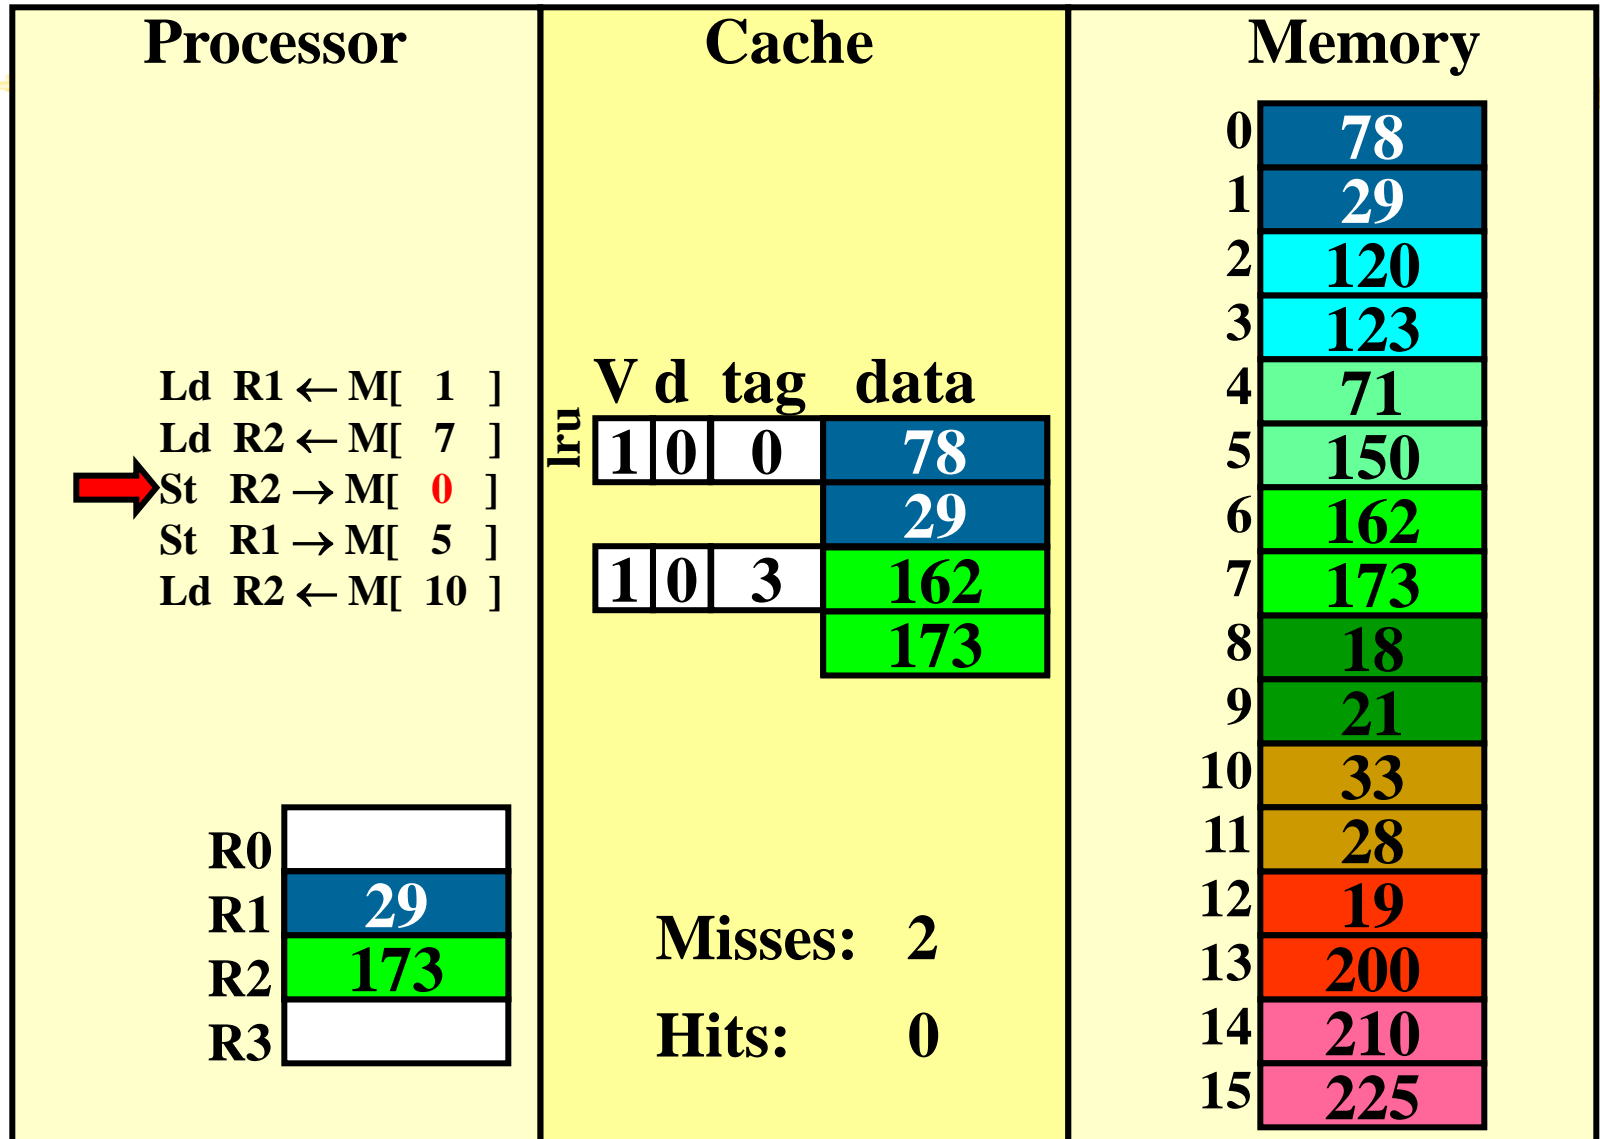 Processor
Ld R1 ← M[ 1 ]
Ld R2 ← M[ 7 ]
St R2 → M[ 0 ]
St R1 → M[ 5 ]
Ld R2 ← M[ 10 ]
R0
R1 29
R2 173
R3
Cache
V d tag data
lru
1 0 0 78
29
1 0 3 162
173
Misses: 2
Hits: 0
Memory
0 78
1 29
2 120
3 123
4 71
5 150
6 162
7 173
8 18
9 21
10 33
11 28
12 19
13 200
14 210
15 225